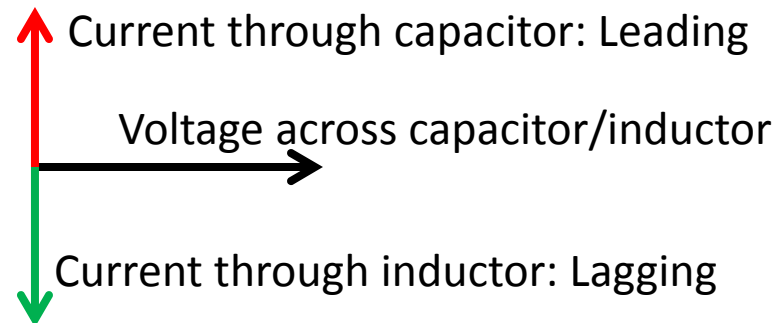 Current through capacitor: Leading
Voltage across capacitor/inductor
Current through inductor: Lagging